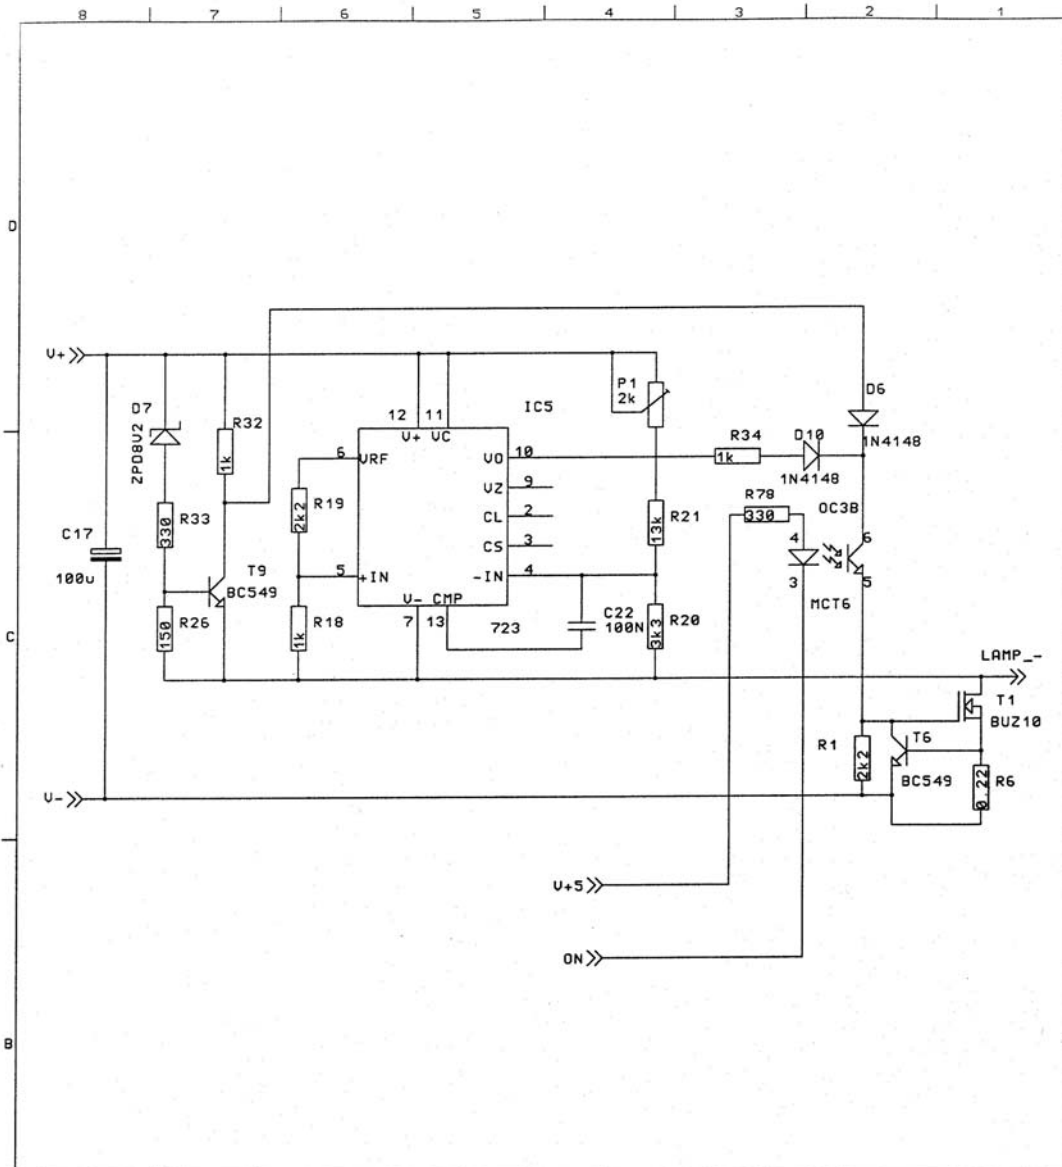 8 7 6 5 4 3 2 1
D
V+
D6
P1
2k
D7
12 11
IC5
R32
1N4148
V+ VC
R34
D10
ZPD8V2
1k
6 VRF
VO 10
1k
1N4148
VZ 9
R78
R19
2k2
330
OC3B
R33
330
CL 2
R21
13k
C17
4
6
CS 3
100u
T9
5 +IN
-IN 4
3
5
BC549
V- CMP
C22
MCT6
R26
150
R18
1k
7 13
723
100N
R20
3k3
C
LAMP_-
T1
BUZ10
R1
2k2
T6
BC549
R6
0.22
V-
V+5
ON
B